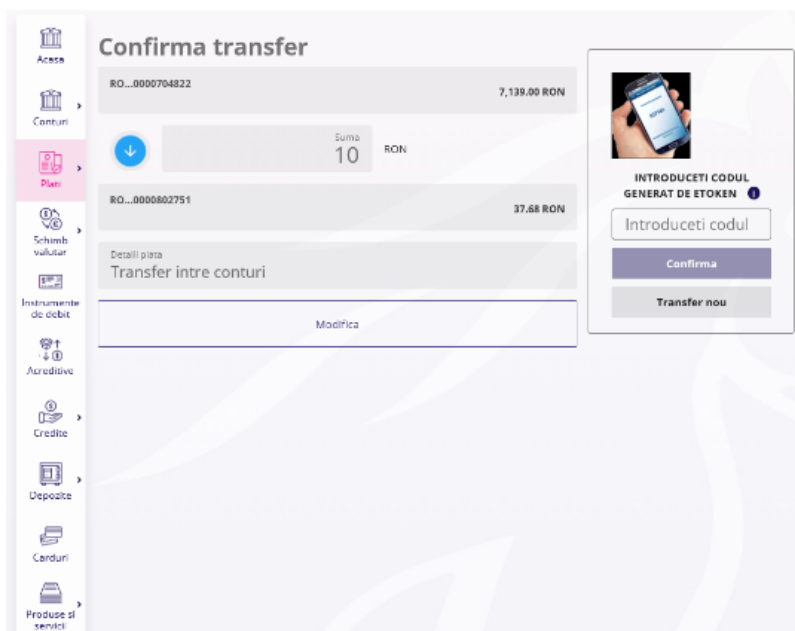 Acasa
Conturi
Plati
Schimb
valutar
Instrumente
de debit
Acreditive
Credite
Depozite
Carduri
Produse si
servicii
Confirma transfer
RO...0000704822
7,139.00 RON
Suma
10
RON
RO...0000802751
37.68 RON
Detalii plata
Transfer intre conturi
Modifica
INTRODUCETI CODUL
GENERAT DE ETOKEN
Introduceti codul
Confirma
Transfer nou